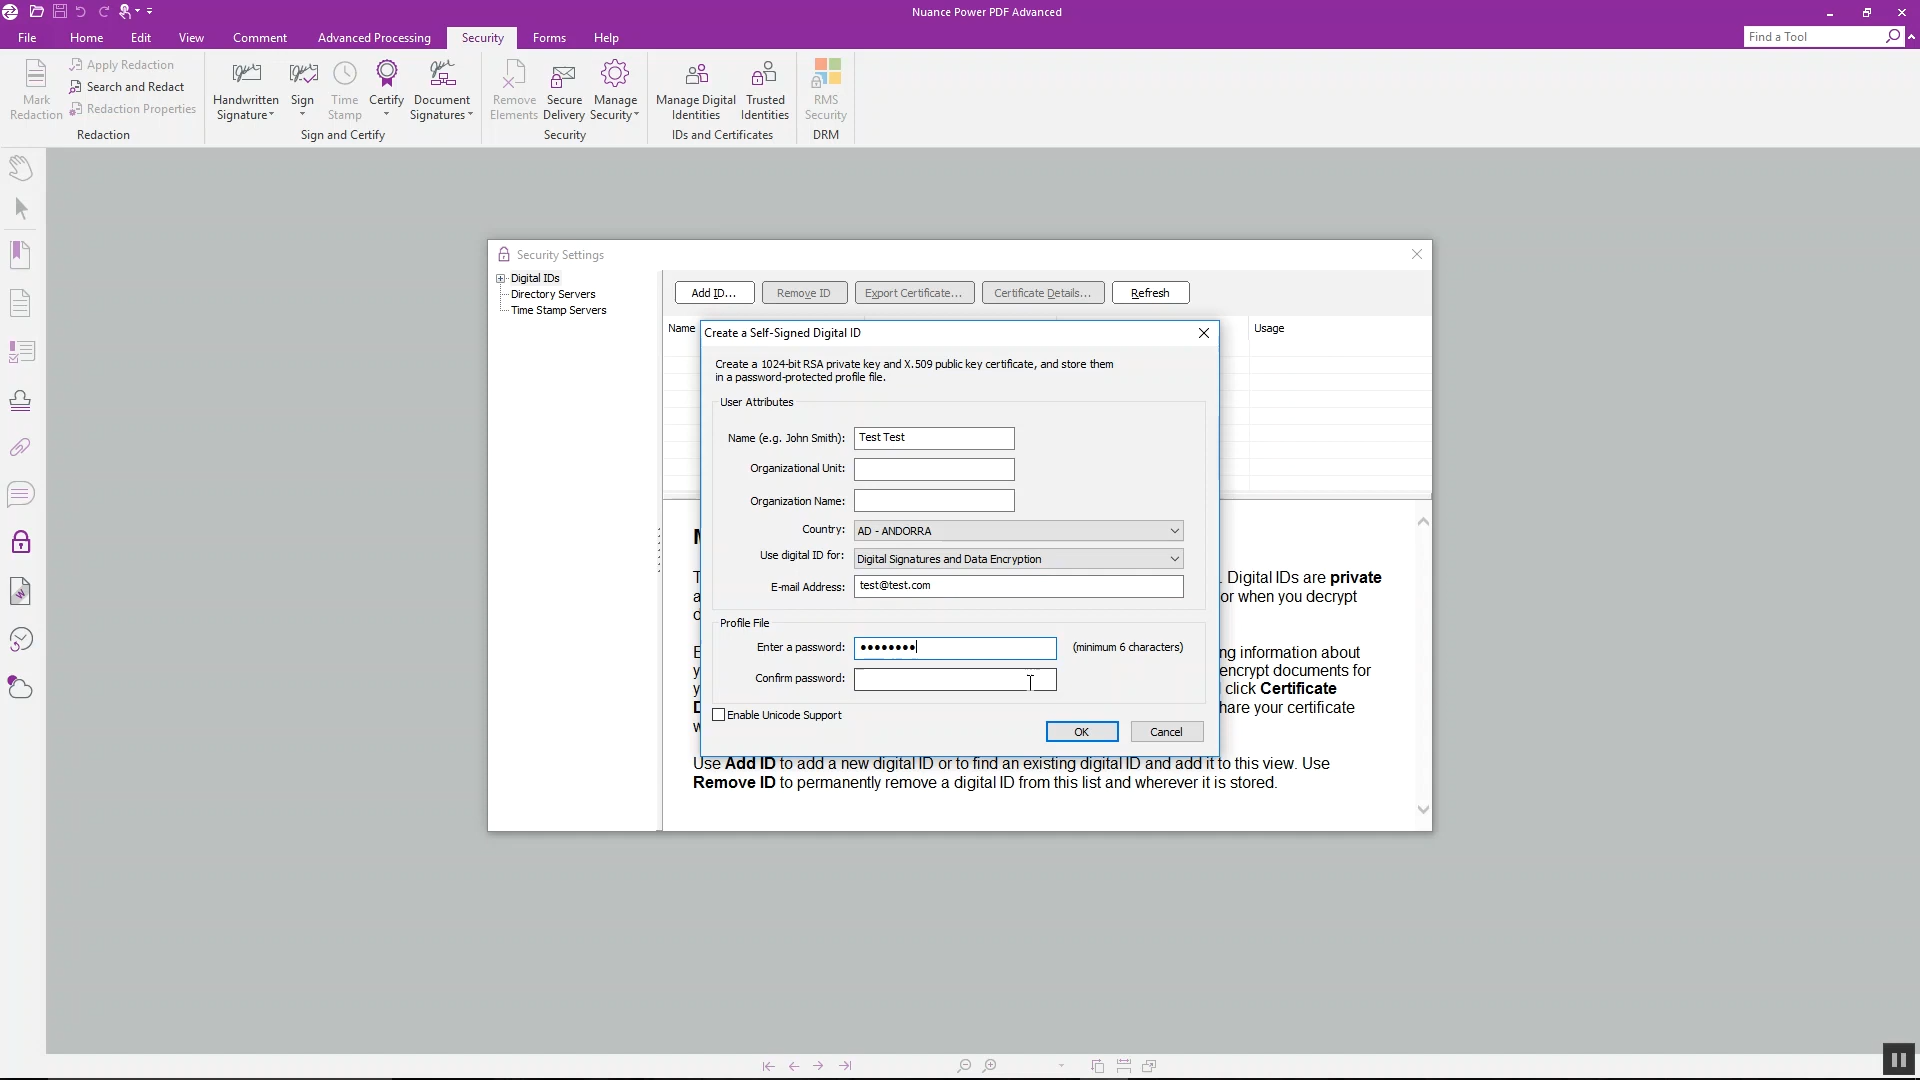 Nuance Power PDF Advanced
File Home Edit View Comment Advanced Processing Security Forms Help
Find a Tool
Mark Redaction
Apply Redaction
Search and Redact
Redaction Properties
Redaction
Handwritten Signature
Sign
Time Stamp
Certify
Document Signatures
Sign and Certify
Remove Elements
Secure Delivery
Manage Security
Security
Manage Digital Identities
Trusted Identities
IDs and Certificates
RMS Security
DRM
Security Settings
Digital IDs
Directory Servers
Time Stamp Servers
Add ID... Remove ID Export Certificate... Certificate Details... Refresh
Name
Usage
Create a Self-Signed Digital ID
Create a 1024-bit RSA private key and X.509 public key certificate, and store them
in a password-protected profile file.
User Attributes
Name (e.g. John Smith): Test Test
Organizational Unit:
Organization Name:
Country: AD - ANDORRA
Use digital ID for: Digital Signatures and Data Encryption
E-mail Address: test@test.com
Profile File
Enter a password: •••••••• (minimum 6 characters)
Confirm password:
Enable Unicode Support
OK Cancel
. Digital IDs are private
or when you decrypt
ng information about
encrypt documents for
click Certificate
hare your certificate
Use Add ID to add a new digital ID or to find an existing digital ID and add it to this view. Use
Remove ID to permanently remove a digital ID from this list and wherever it is stored.